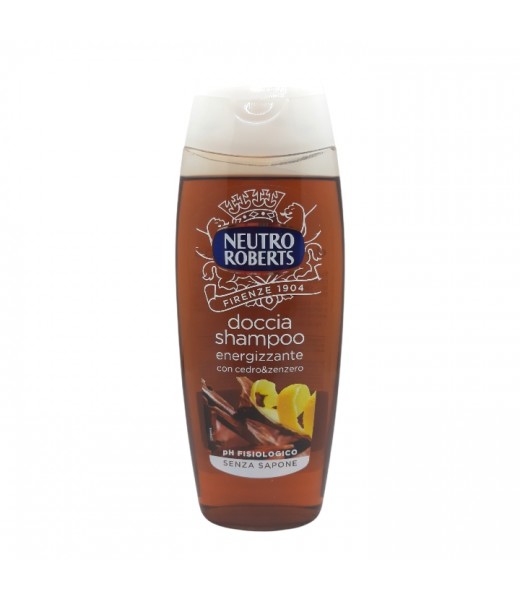 NEUTRO
ROBERTS
FIRENZE 1904
doccia
shampoo
energizzante
con cedro&zenzero
pH FISIOLOGICO
SENZA SAPONE